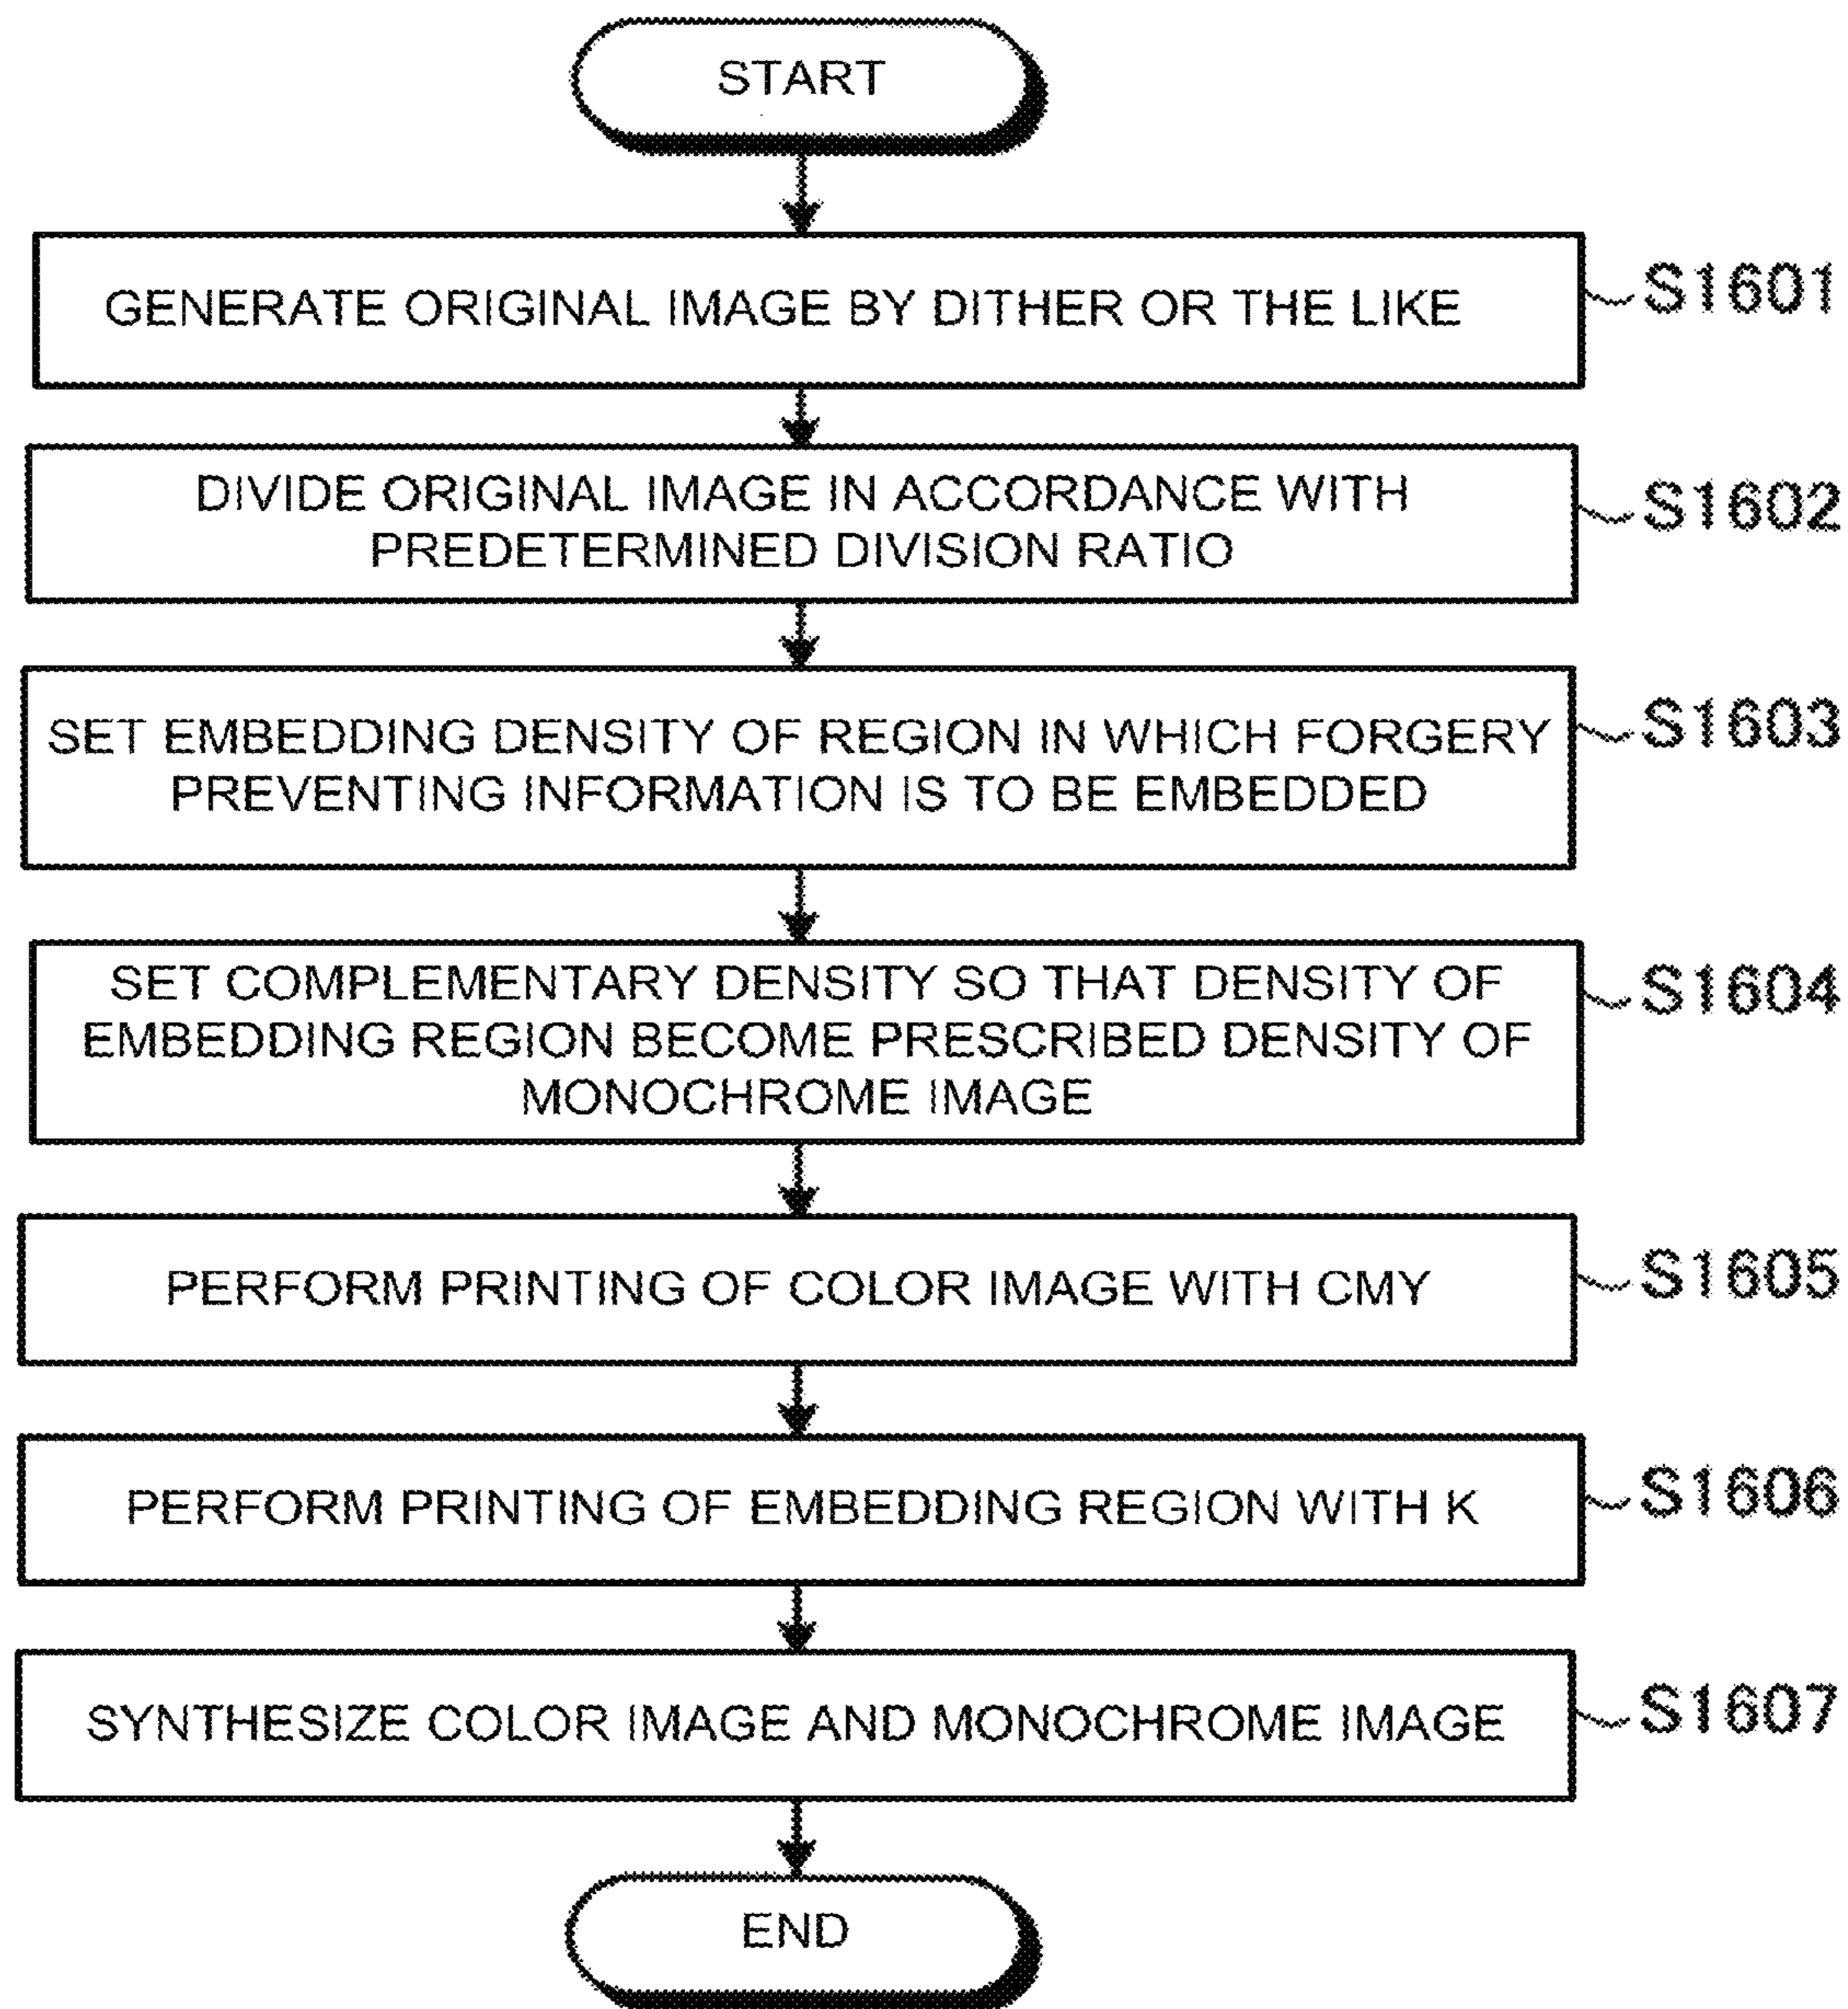 START
GENERATE ORIGINAL IMAGE BY DITHER OR THE LIKE
S1601
DIVIDE ORIGINAL IMAGE IN ACCORDANCE WITH
PREDETERMINED DIVISION RATIO
S1602
SET EMBEDDING DENSITY OF REGION IN WHICH FORGERY
PREVENTING INFORMATION IS TO BE EMBEDDED
S1603
SET COMPLEMENTARY DENSITY SO THAT DENSITY OF
EMBEDDING REGION BECOME PRESCRIBED DENSITY OF
MONOCHROME IMAGE
S1604
PERFORM PRINTING OF COLOR IMAGE WITH CMY
S1605
PERFORM PRINTING OF EMBEDDING REGION WITH K
S1606
SYNTHESIZE COLOR IMAGE AND MONOCHROME IMAGE
S1607
END